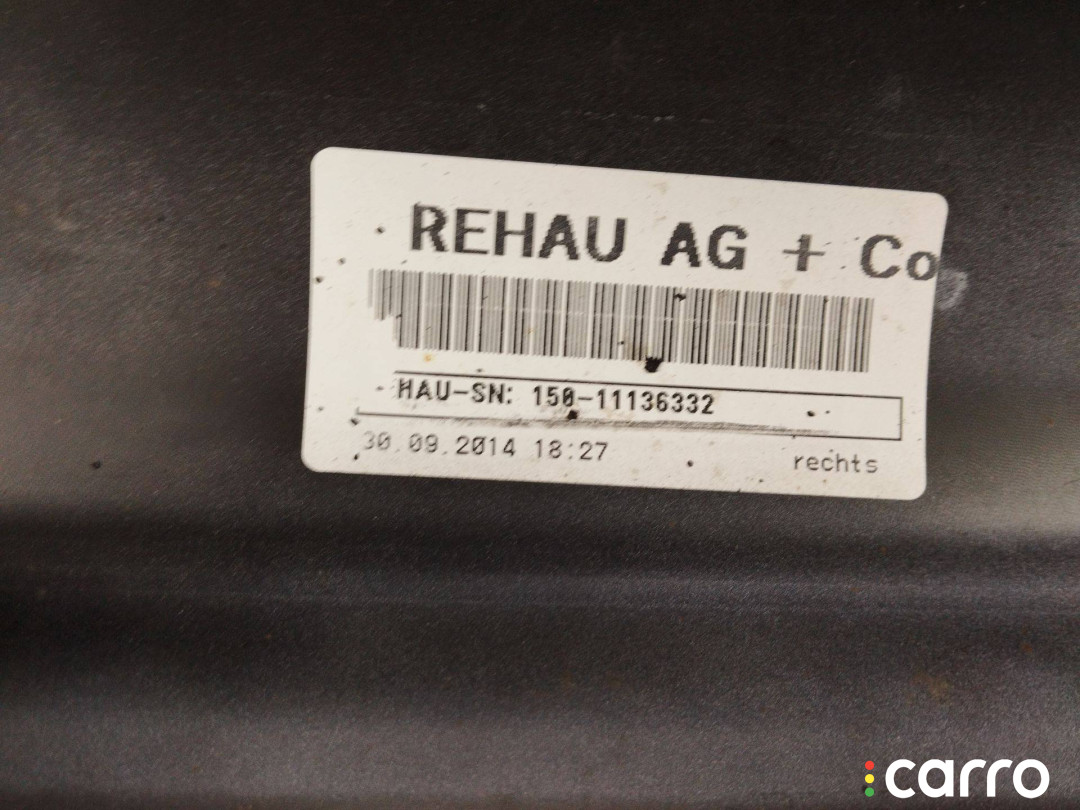 REHAU AG + Co
HAU-SN: 150-11136332
30.09.2014 18:27
rechts
carro